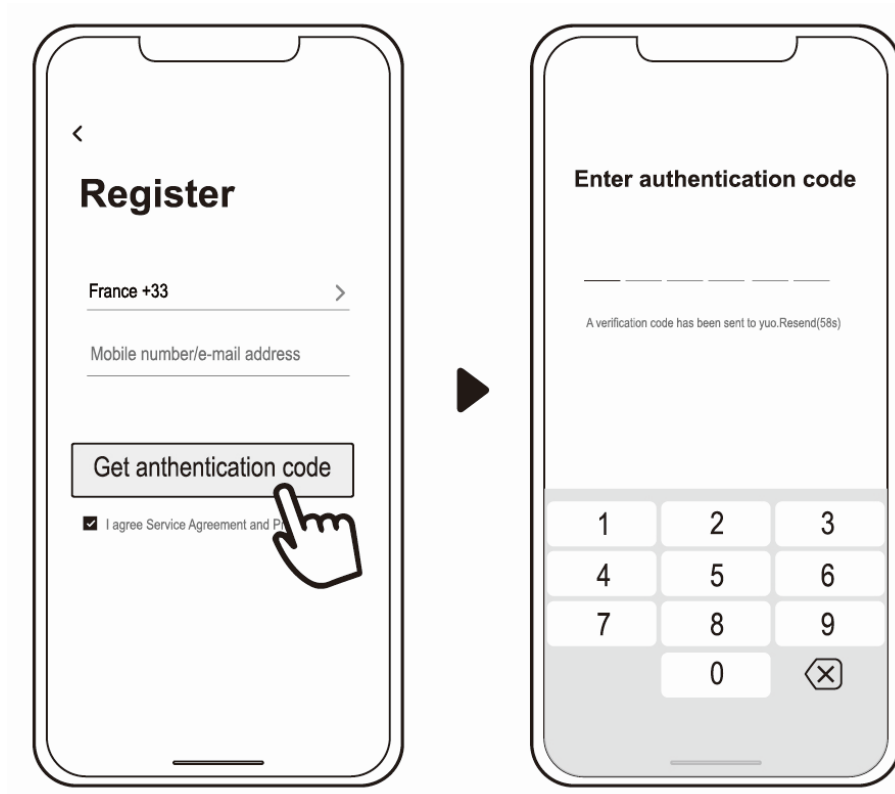 Register
France +33
Mobile number/e-mail address
Get anthentication code
I agree Service Agreement and
Enter authentication code
A verification code has been sent to yuo.Resend(58s)
1 2 3
4 5 6
7 8 9
0